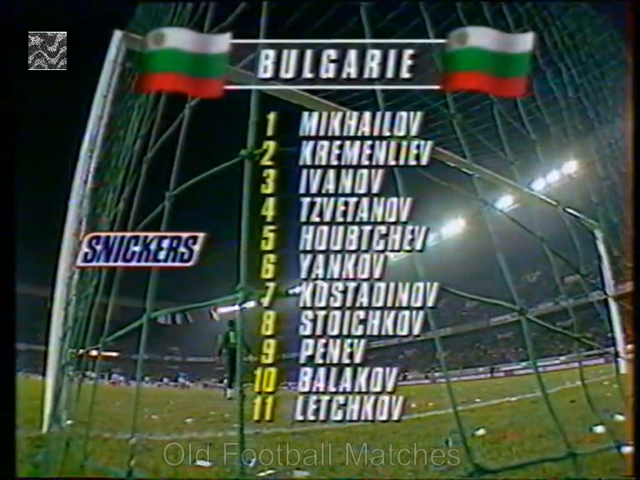 BULGARIE
1 MIKHAILOV
2 KREMENLIEV
3 IVANOV
4 TZVETANOV
5 HOUBTCHEV
6 YANKOV
7 KOSTADINOV
8 STOICHKOV
9 PENEV
10 BALAKOV
11 LETCHKOV
SNICKERS
Old Football Matches